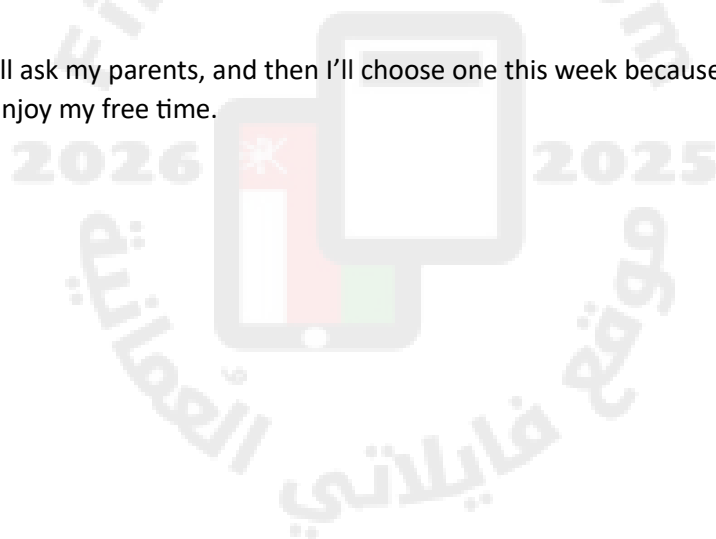 ll ask my parents, and then I’ll choose one this week because
njoy my free time.
2026 2025
موقع فايلاتي العمانية